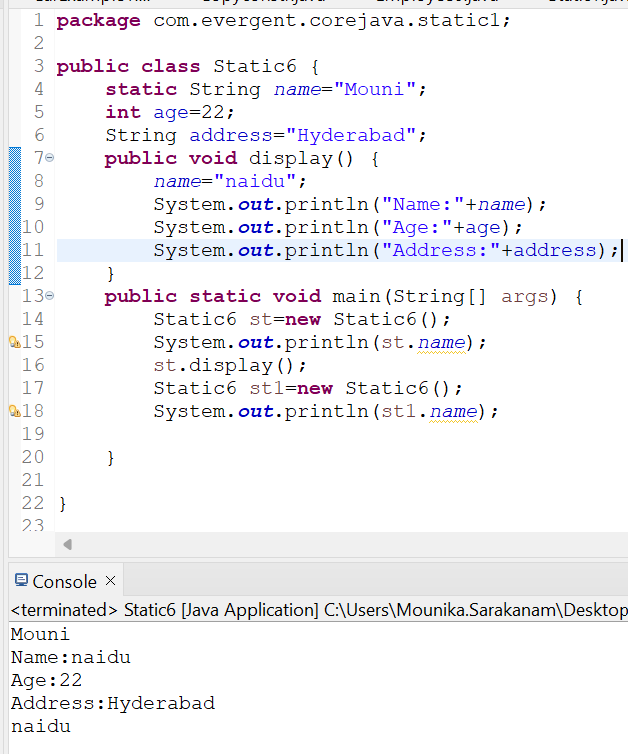 1 package com.evergent.corejava.static1;
2
3 public class Static6 {
4 static String name="Mouni";
5 int age=22;
6 String address="Hyderabad";
7 public void display() {
8 name="naidu";
9 System.out.println("Name:"+name);
10 System.out.println("Age:"+age);
11 System.out.println("Address:"+address);
12 }
13 public static void main(String[] args) {
14 Static6 st=new Static6();
15 System.out.println(st.name);
16 st.display();
17 Static6 st1=new Static6();
18 System.out.println(st1.name);
19
20 }
21
22 }
23
Console
<terminated> Static6 [Java Application] C:\Users\Mounika.Sarakanam\Desktop
Mouni
Name:naidu
Age:22
Address:Hyderabad
naidu